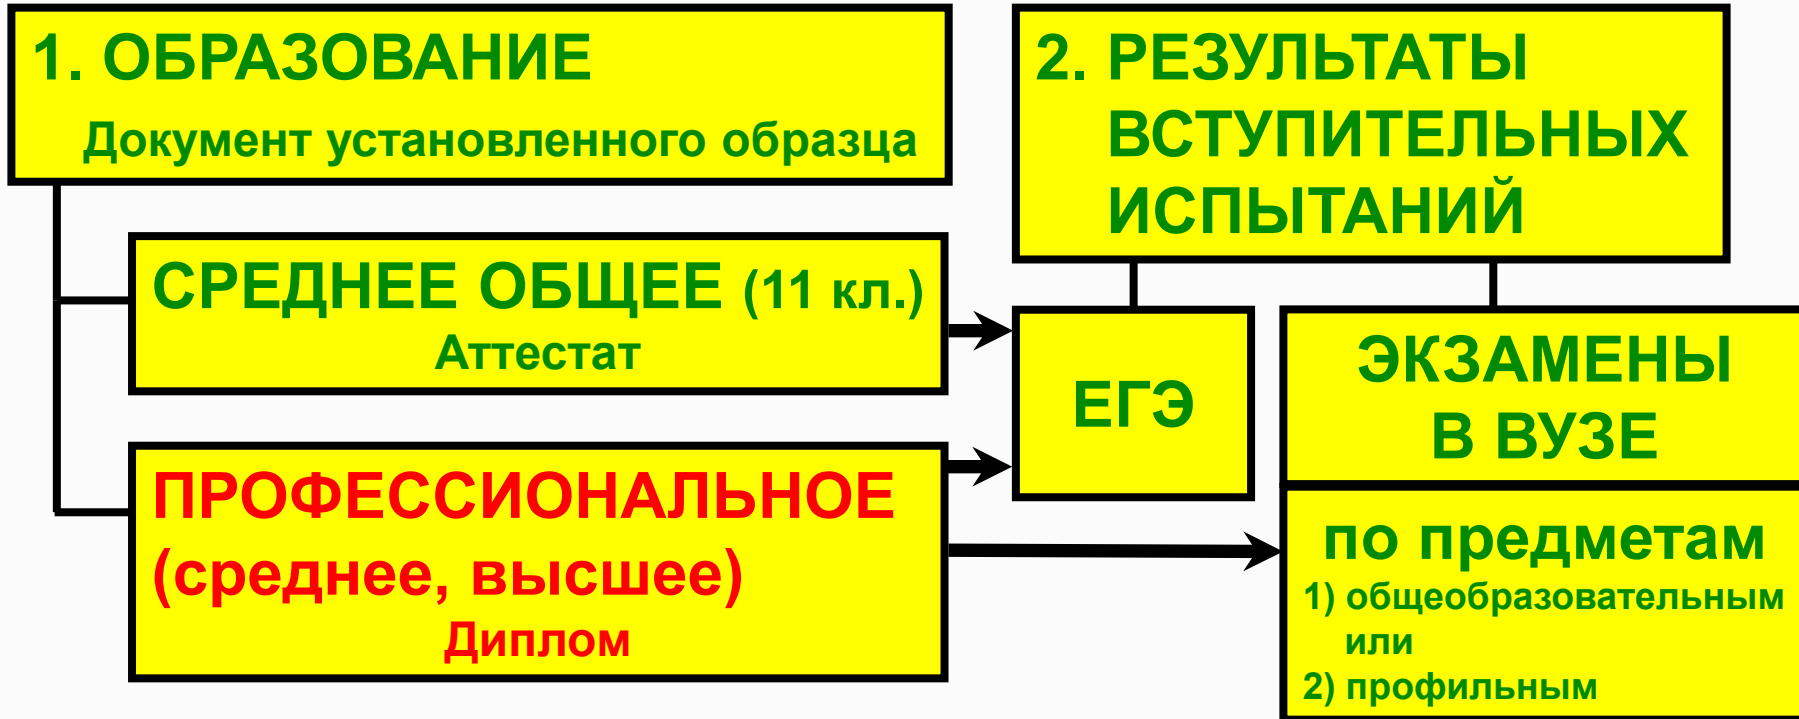 1. ОБРАЗОВАНИЕ
Документ установленного образца
СРЕДНЕЕ ОБЩЕЕ (11 кл.)
Аттестат
ПРОФЕССИОНАЛЬНОЕ
(среднее, высшее)
Диплом
2. РЕЗУЛЬТАТЫ
ВСТУПИТЕЛЬНЫХ
ИСПЫТАНИЙ
ЕГЭ
ЭКЗАМЕНЫ
В ВУЗЕ
по предметам
1) общеобразовательным
или
2) профильным